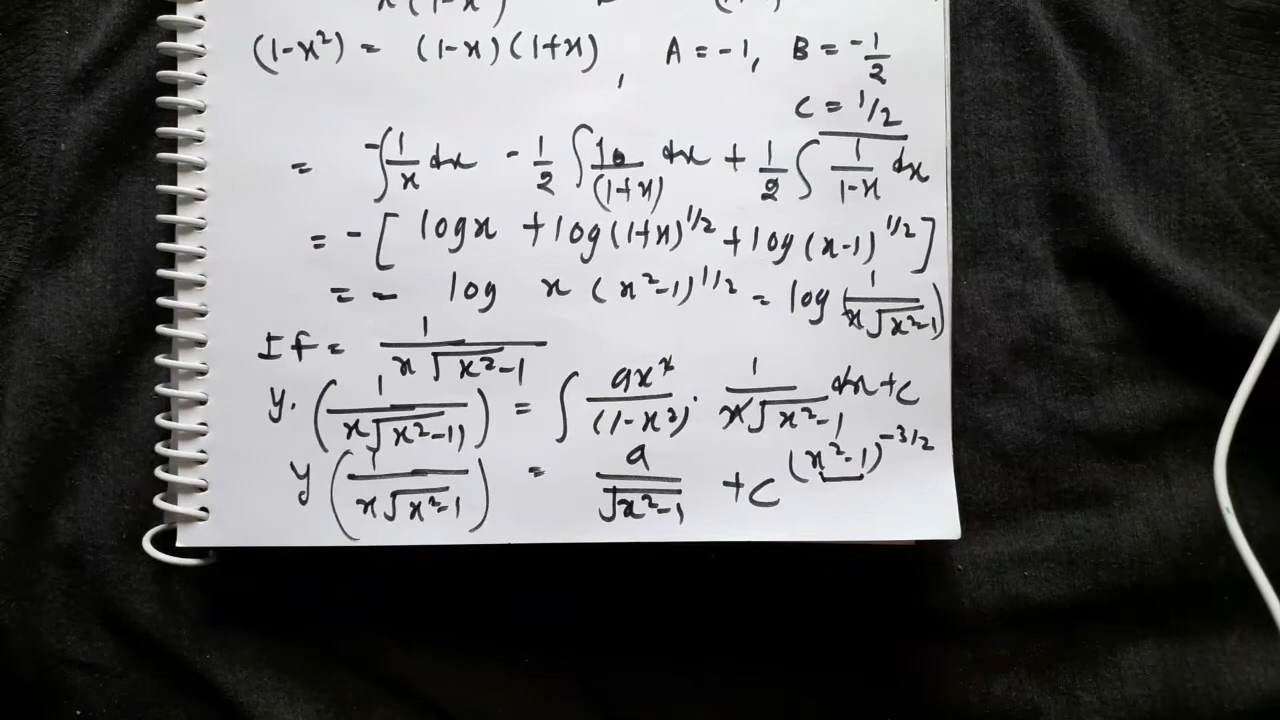 (1-x²) = (1-x)(1+x), A = -1, B = -1/2
C = 1/2
= -∫ 1/x dx - 1/2 ∫ 1/(1+x) dx + 1/2 ∫ 1/(1-x) dx
= -[ log x + log(1+x)^1/2 + log(x-1)^1/2 ]
= - log x (x²-1)^1/2 = log (1/(x√(x²-1)))
If = 1/(x√(x²-1))
y. (1/(x√(x²-1))) = ∫ ax^x/(1-x²) . 1/(x√(x²-1)) dx + c
(x²-1)^-3/2
y (1/(x√(x²-1))) = a/√(x²-1) + c